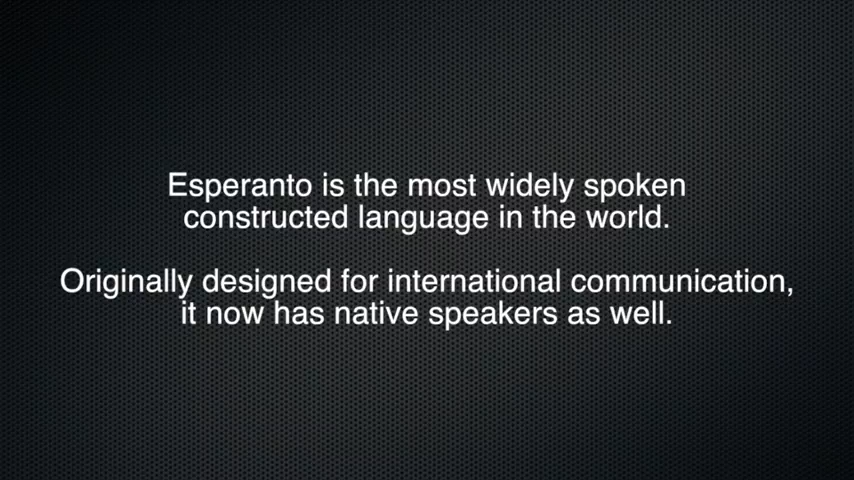 Esperanto is the most widely spoken
constructed language in the world.
Originally designed for international communication,
it now has native speakers as well.